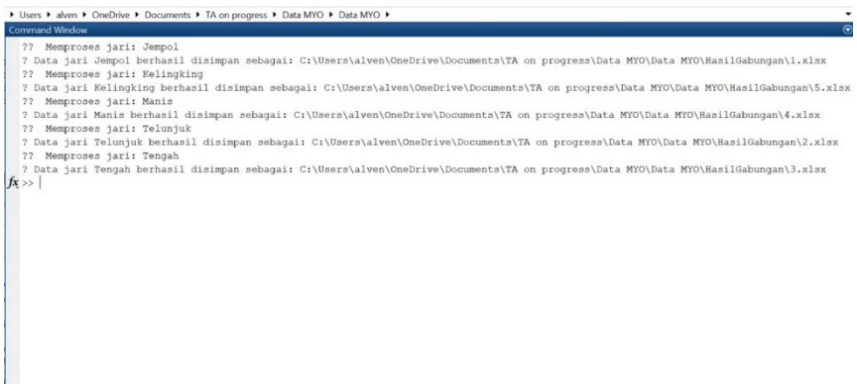 Users ▸ alven ▸ OneDrive ▸ Documents ▸ TA on progress ▸ Data MYO ▸ Data MYO ▸
Command Window
?? Memproses jari: Jempol
? Data jari Jempol berhasil disimpan sebagai: C:\Users\alven\OneDrive\Documents\TA on progress\Data MYO\Data MYO\HasilGabungan\1.xlsx
?? Memproses jari: Kelingking
? Data jari Kelingking berhasil disimpan sebagai: C:\Users\alven\OneDrive\Documents\TA on progress\Data MYO\Data MYO\HasilGabungan\5.xlsx
?? Memproses jari: Manis
? Data jari Manis berhasil disimpan sebagai: C:\Users\alven\OneDrive\Documents\TA on progress\Data MYO\Data MYO\HasilGabungan\4.xlsx
?? Memproses jari: Telunjuk
? Data jari Telunjuk berhasil disimpan sebagai: C:\Users\alven\OneDrive\Documents\TA on progress\Data MYO\Data MYO\HasilGabungan\2.xlsx
?? Memproses jari: Tengah
? Data jari Tengah berhasil disimpan sebagai: C:\Users\alven\OneDrive\Documents\TA on progress\Data MYO\Data MYO\HasilGabungan\3.xlsx
fx >>